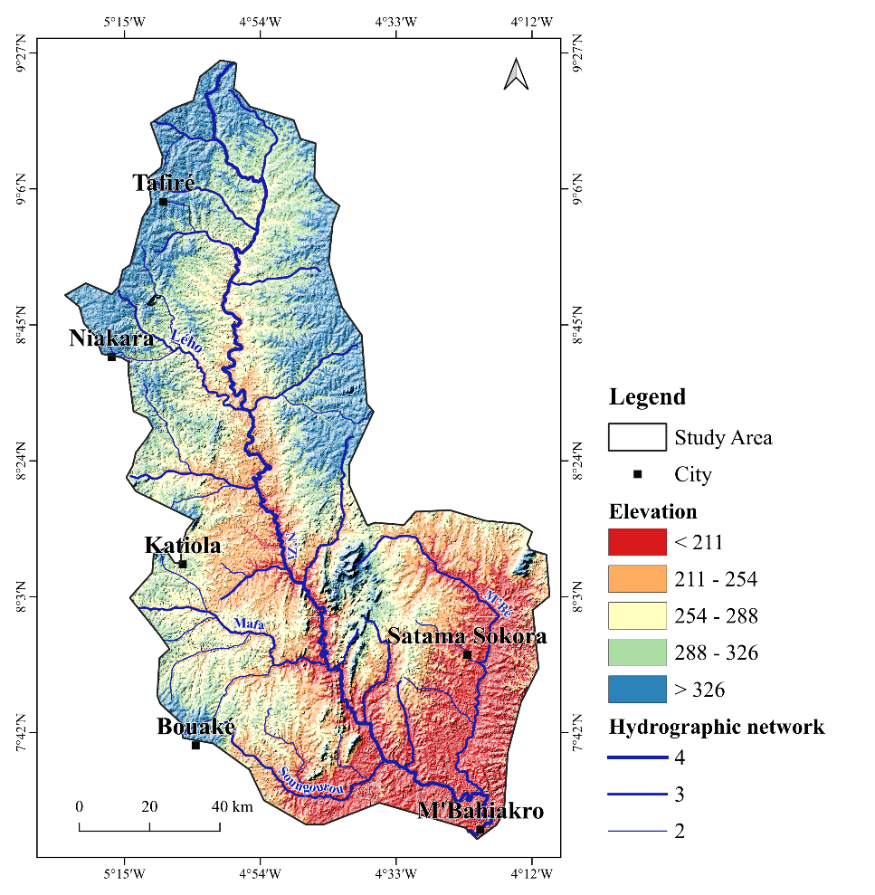 5°15'W 4°54'W 4°33'W 4°12'W
9°27'N 9°27'N
Tafiré
9°6'N 9°6'N
8°45'N 8°45'N
Niakara
Lého
8°24'N 8°24'N
Katiola
N'Zi
8°3'N 8°3'N
M'Bé
Mafa
Satama Sokora
Bouaké
7°42'N 7°42'N
Soungourou
M'Bahiakro
0 20 40 km
5°15'W 4°54'W 4°33'W 4°12'W
Legend
Study Area
City
Elevation
< 211
211 - 254
254 - 288
288 - 326
> 326
Hydrographic network
4
3
2